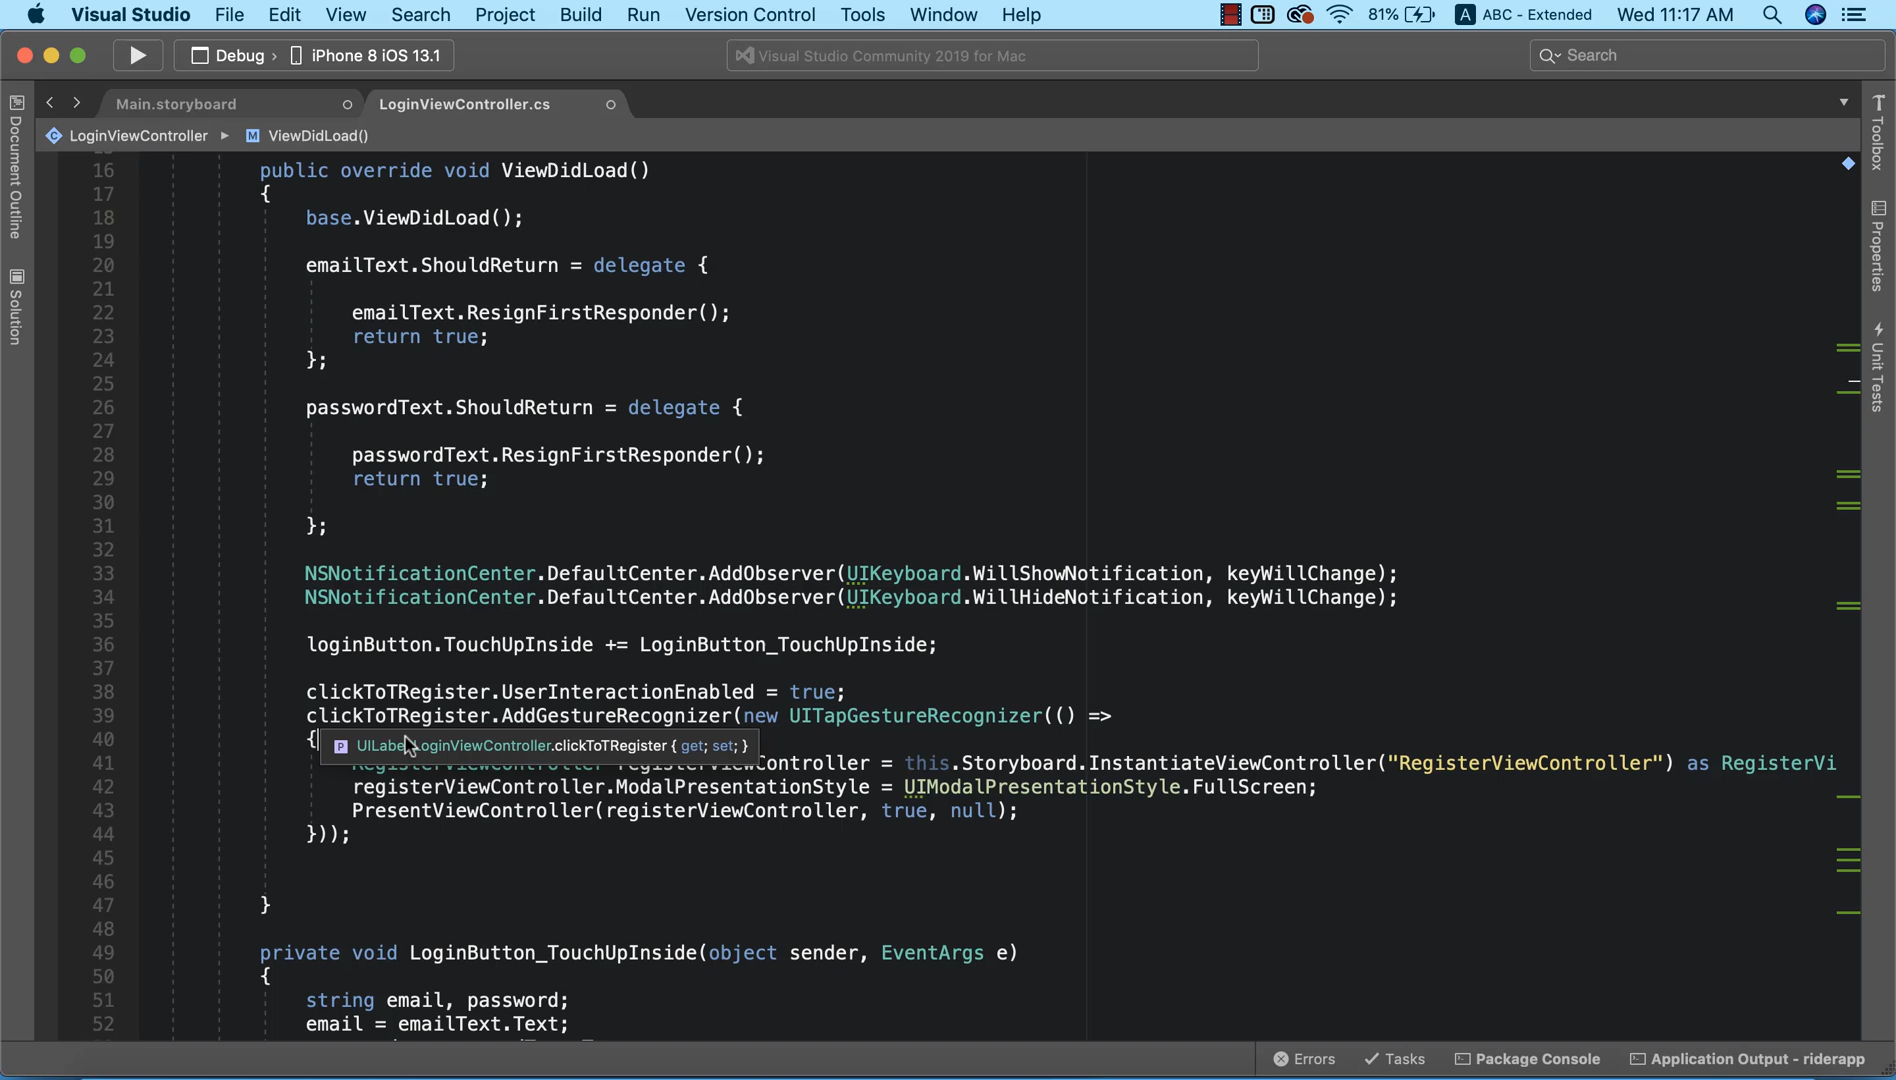 Visual Studio File Edit View Search Project Build Run Version Control Tools Window Help 81% A ABC - Extended Wed 11:17 AM
Debug › iPhone 8 iOS 13.1 Visual Studio Community 2019 for Mac Search
Main.storyboard LoginViewController.cs
LoginViewController ▸ M ViewDidLoad()
Document Outline
Solution
Toolbox
Properties
Unit Tests
16 public override void ViewDidLoad()
17 {
18 base.ViewDidLoad();
19
20 emailText.ShouldReturn = delegate {
21
22 emailText.ResignFirstResponder();
23 return true;
24 };
25
26 passwordText.ShouldReturn = delegate {
27
28 passwordText.ResignFirstResponder();
29 return true;
30
31 };
32
33 NSNotificationCenter.DefaultCenter.AddObserver(UIKeyboard.WillShowNotification, keyWillChange);
34 NSNotificationCenter.DefaultCenter.AddObserver(UIKeyboard.WillHideNotification, keyWillChange);
35
36 loginButton.TouchUpInside += LoginButton_TouchUpInside;
37
38 clickToTRegister.UserInteractionEnabled = true;
39 clickToTRegister.AddGestureRecognizer(new UITapGestureRecognizer(() =>
40 {
P UILabel LoginViewController.clickToTRegister { get; set; }
41 RegisterViewController registerViewController = this.Storyboard.InstantiateViewController("RegisterViewController") as RegisterVi
42 registerViewController.ModalPresentationStyle = UIModalPresentationStyle.FullScreen;
43 PresentViewController(registerViewController, true, null);
44 }));
45
46
47 }
48
49 private void LoginButton_TouchUpInside(object sender, EventArgs e)
50 {
51 string email, password;
52 email = emailText.Text;
Errors Tasks Package Console Application Output - riderapp